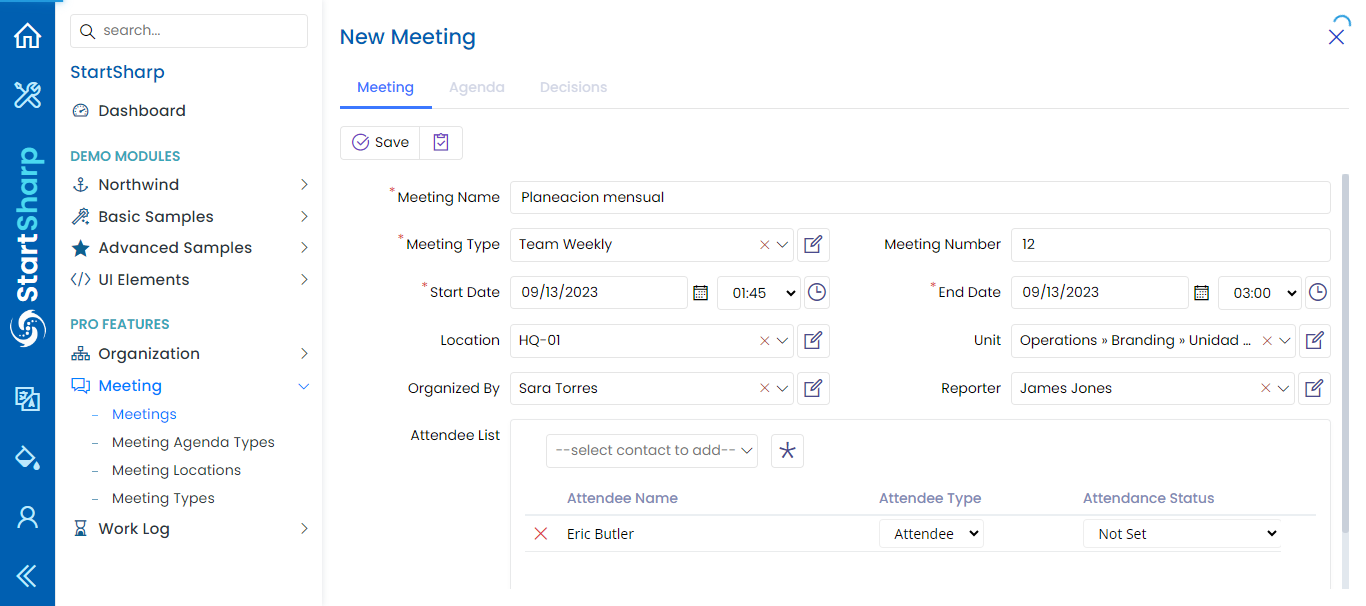 search...
StartSharp
Dashboard
DEMO MODULES
Northwind
Basic Samples
Advanced Samples
UI Elements
PRO FEATURES
Organization
Meeting
Meetings
Meeting Agenda Types
Meeting Locations
Meeting Types
Work Log
StartSharp
New Meeting
Meeting Agenda Decisions
Save
* Meeting Name Planeacion mensual
* Meeting Type Team Weekly Meeting Number 12
* Start Date 09/13/2023 01:45 * End Date 09/13/2023 03:00
Location HQ-01 Unit Operations » Branding » Unidad ...
Organized By Sara Torres Reporter James Jones
Attendee List
--select contact to add--
Attendee Name Attendee Type Attendance Status
Eric Butler Attendee Not Set